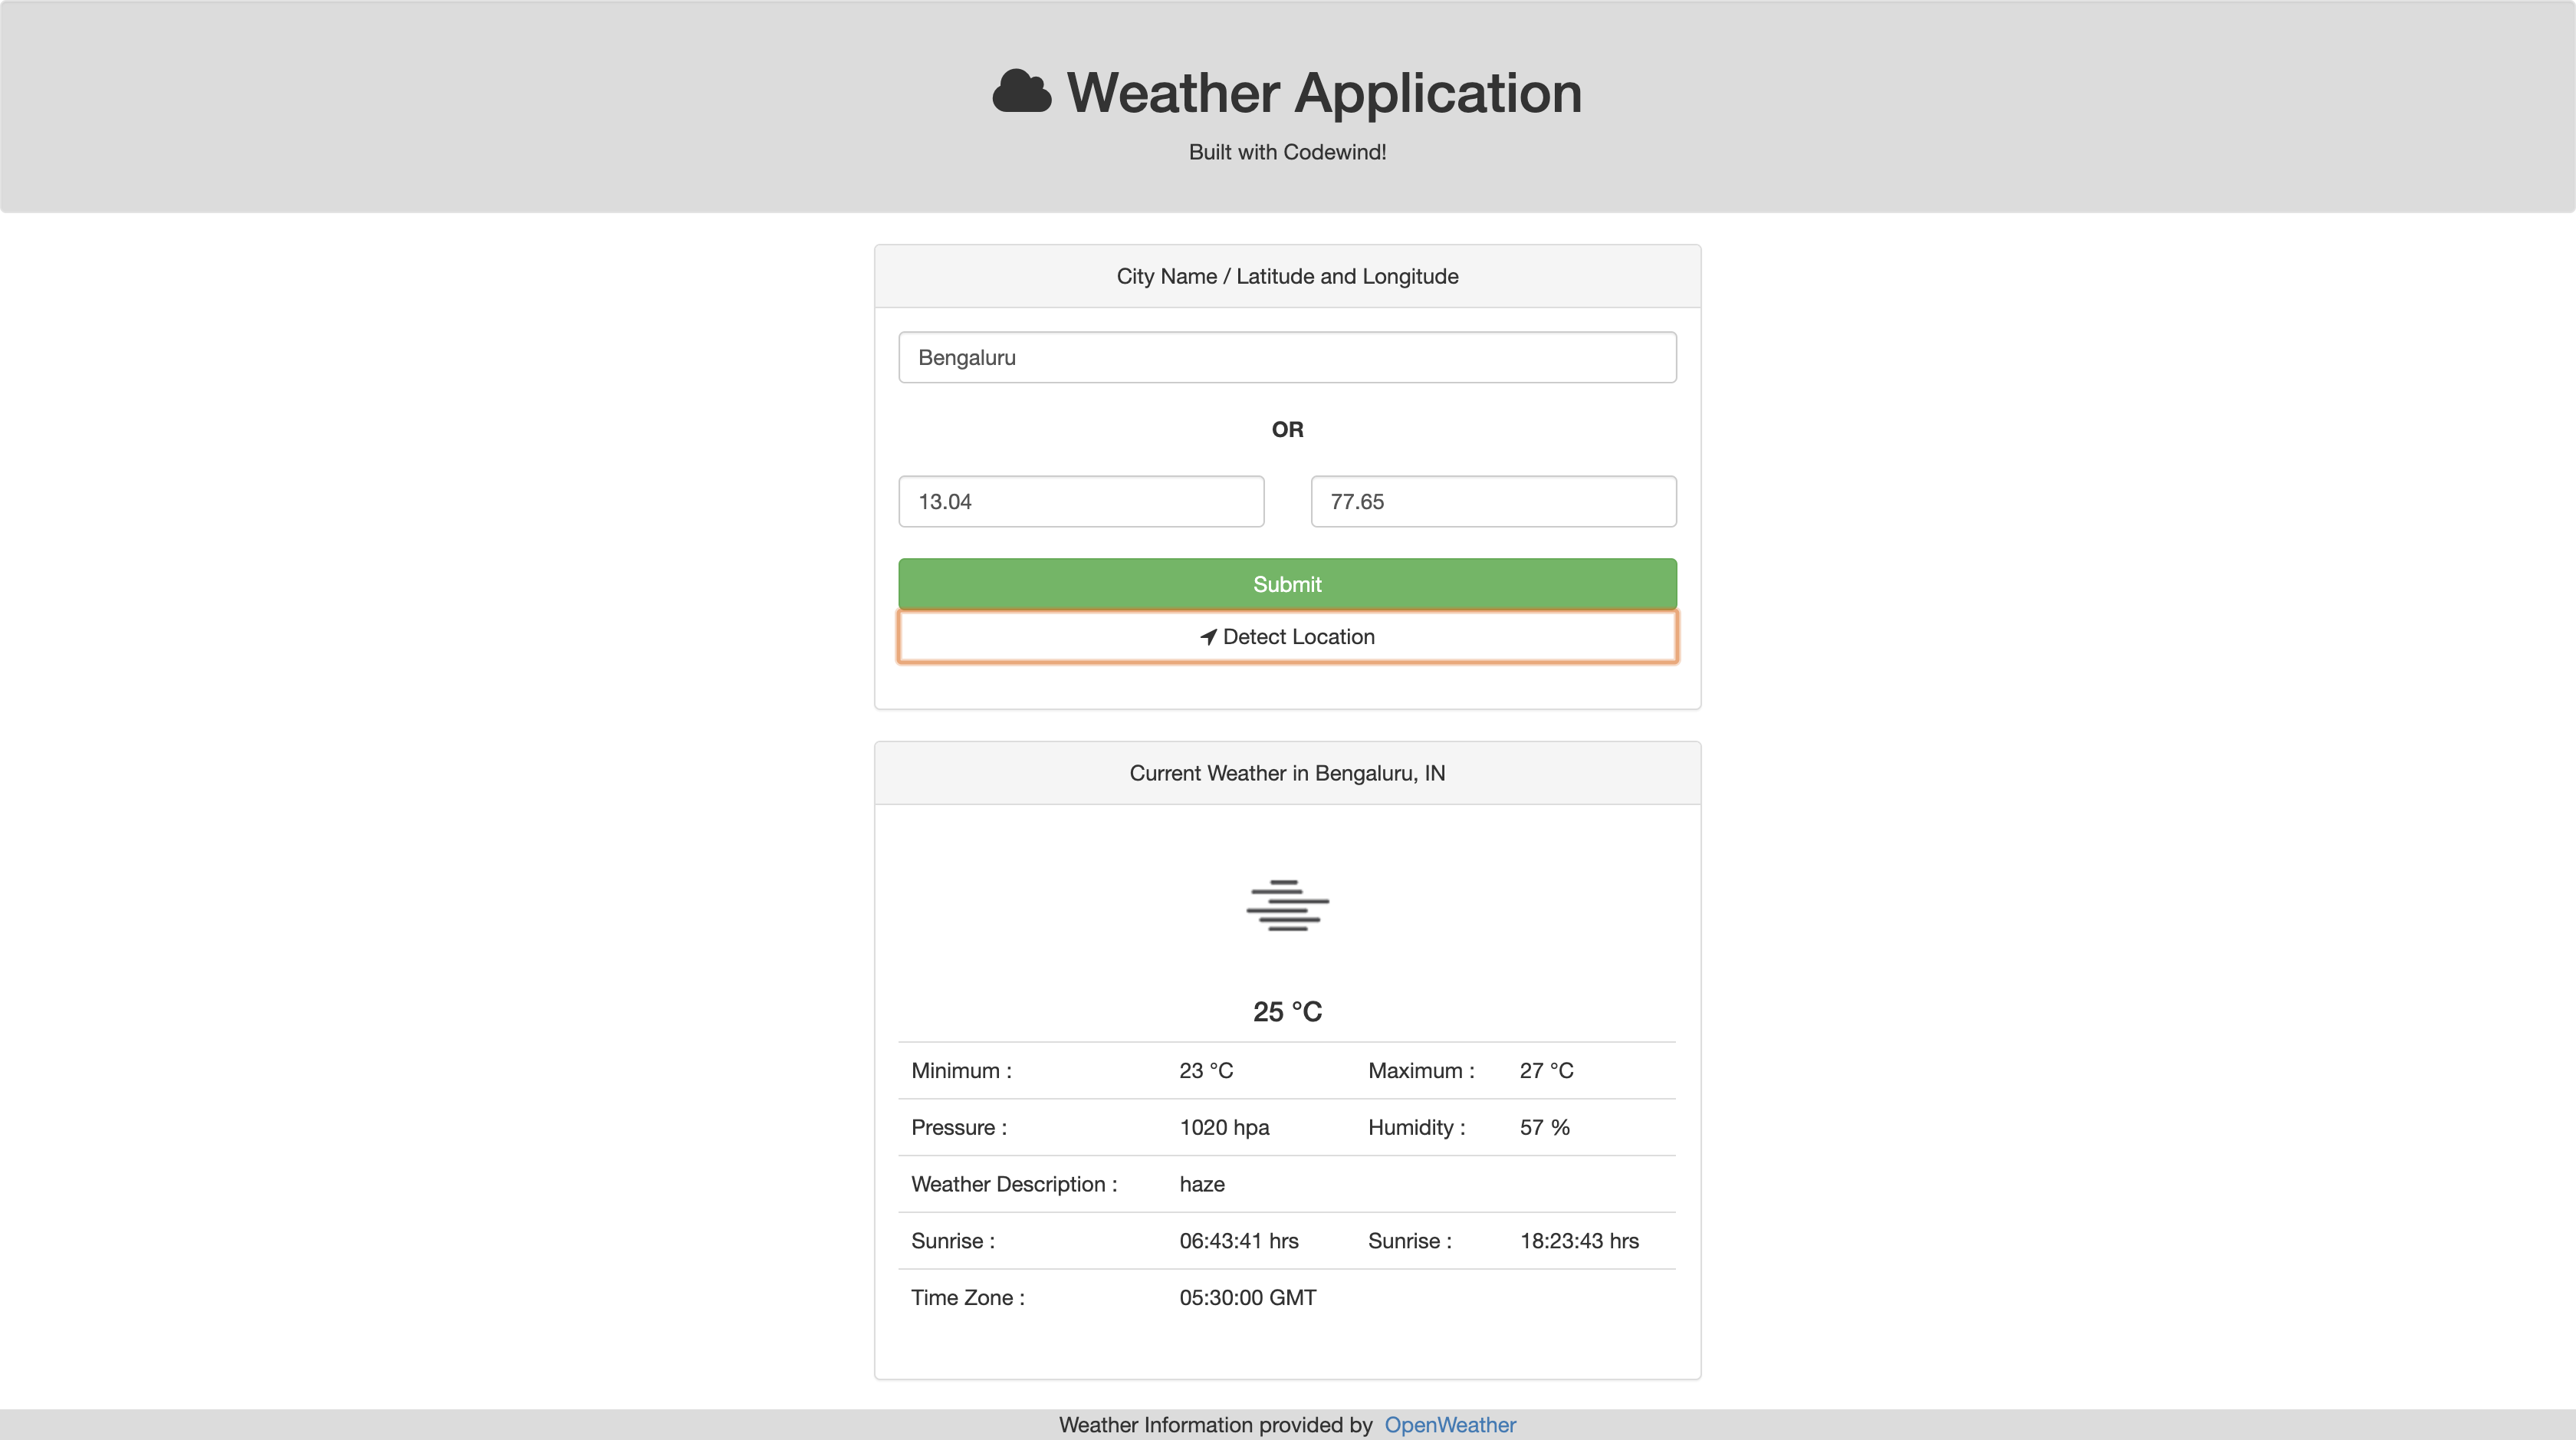 Weather Application
Built with Codewind!
City Name / Latitude and Longitude
Bengaluru
OR
13.04 77.65
Submit
Detect Location
Current Weather in Bengaluru, IN
25 °C
Minimum : 23 °C Maximum : 27 °C
Pressure : 1020 hpa Humidity : 57 %
Weather Description : haze
Sunrise : 06:43:41 hrs Sunrise : 18:23:43 hrs
Time Zone : 05:30:00 GMT
Weather Information provided by OpenWeather